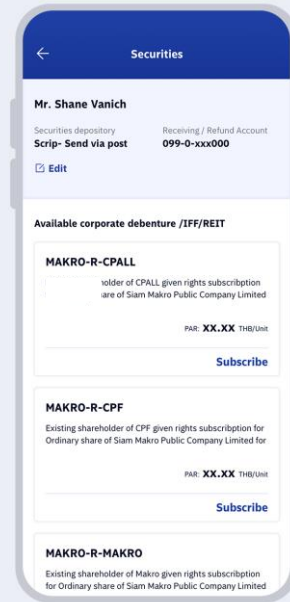 Securities
Mr. Shane Vanich
Securities depository
Receiving / Refund Account
Scrip- Send via post
099-0-xxx000
Edit
Available corporate debenture /IFF/REIT
MAKRO-R-CPALL
holder of CPALL given rights subscribption
are of Siam Makro Public Company Limited
PAR: XX.XX THB/Unit
Subscribe
MAKRO-R-CPF
Existing shareholder of CPF given rights subscribption for
Ordinary share of Siam Makro Public Company Limited for
PAR: XX.XX THB/Unit
Subscribe
MAKRO-R-MAKRO
Existing shareholder of Makro given rights subscribption
for Ordinary share of Siam Makro Public Company Limited